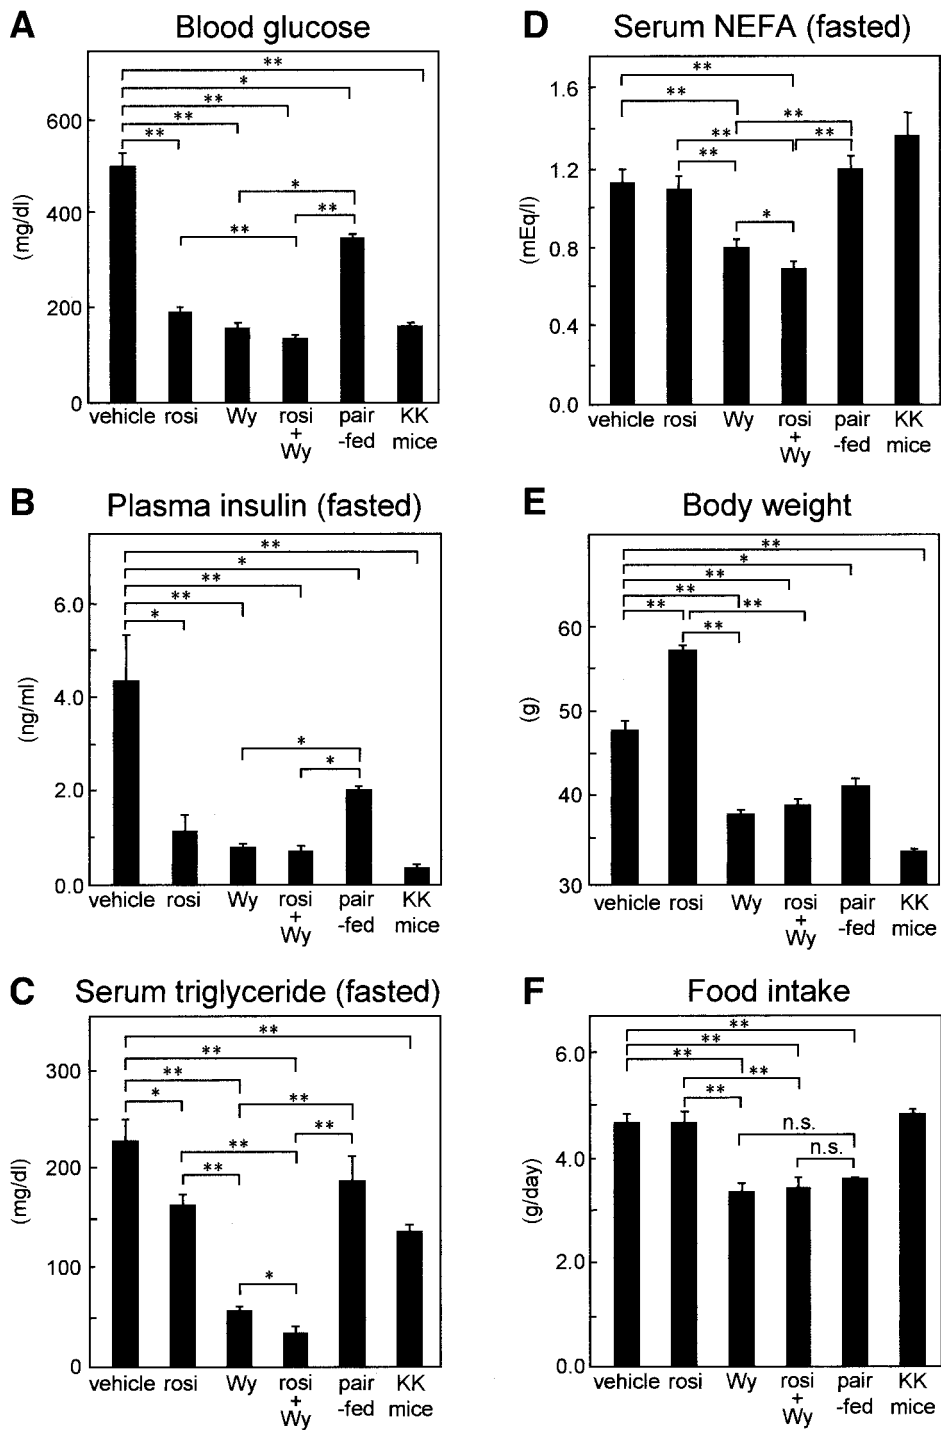 A Blood glucose
**
*
**
**
**
*
**
**
600
400
200
0
(mg/dl)
vehicle rosi Wy rosi pair KK
+ -fed mice
Wy
B Plasma insulin (fasted)
**
*
**
**
*
*
*
6.0
4.0
2.0
0.0
(ng/ml)
vehicle rosi Wy rosi pair KK
+ -fed mice
Wy
C Serum triglyceride (fasted)
**
**
**
*
**
**
**
**
*
300
200
100
0
(mg/dl)
vehicle rosi Wy rosi pair KK
+ -fed mice
Wy
D Serum NEFA (fasted)
**
**
**
**
**
**
*
1.6
1.2
0.8
0.4
0.0
(mEq/l)
vehicle rosi Wy rosi pair KK
+ -fed mice
Wy
E Body weight
**
*
**
**
** **
**
60
50
40
30
(g)
vehicle rosi Wy rosi pair KK
+ -fed mice
Wy
F Food intake
**
**
**
**
**
n.s.
n.s.
6.0
4.0
2.0
0.0
(g/day)
vehicle rosi Wy rosi pair KK
+ -fed mice
Wy